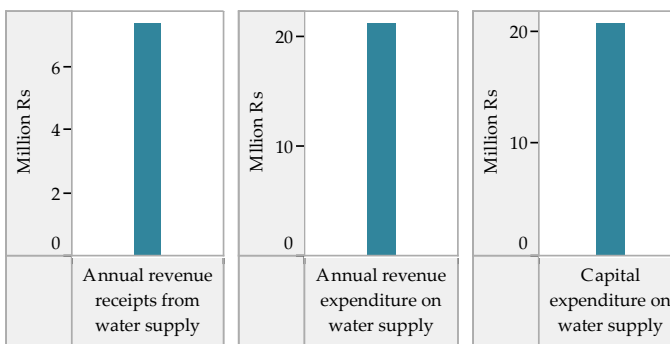 Million Rs
6
4
2
0
Annual revenue
receipts from
water supply
Million Rs
20
10
0
Annual revenue
expenditure on
water supply
Million Rs
20
10
0
Capital
expenditure on
water supply